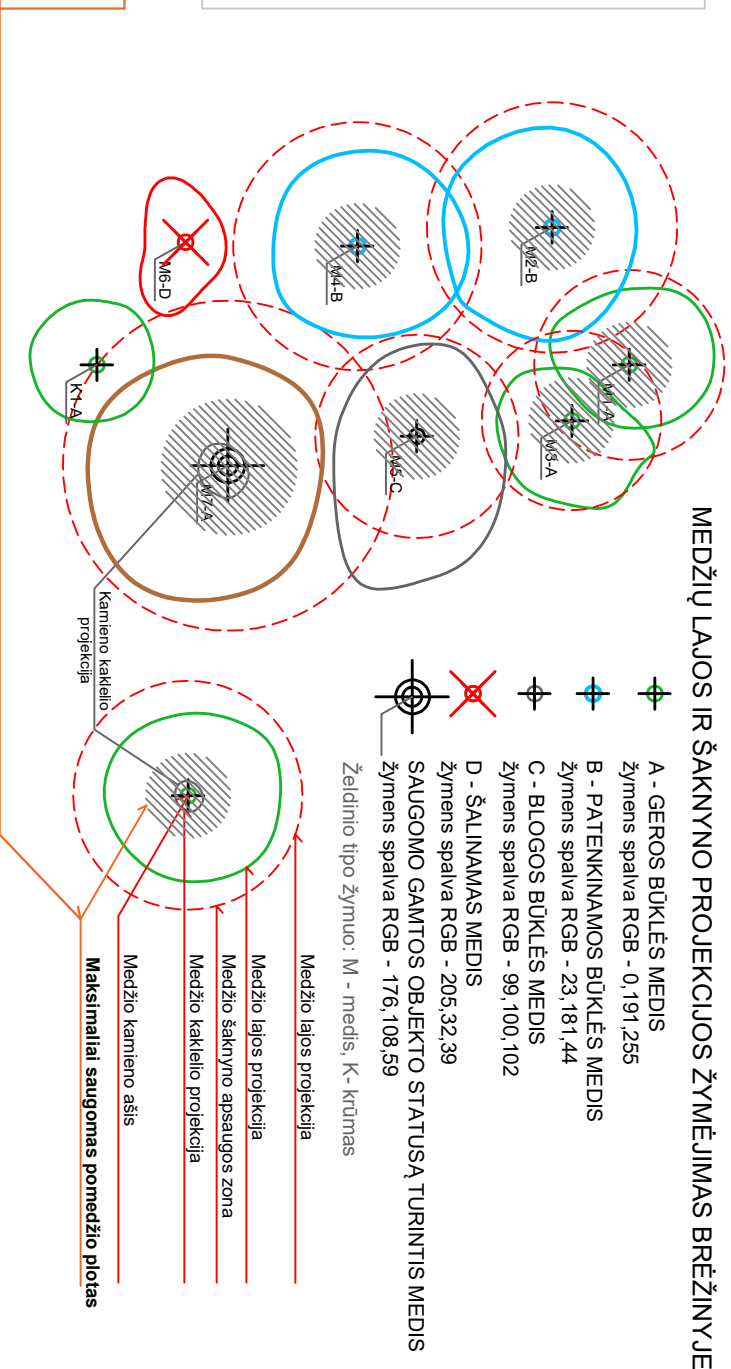 MEDŽIŲ LAJOS IR ŠAKNYNO PROJEKCIJOS ŽYMĖJIMAS BRĖŽINYJE
A - GEROS BŪKLĖS MEDIS
žymens spalva RGB - 0,191,255
B - PATENKINAMOS BŪKLĖS MEDIS
žymens spalva RGB - 23,181,44
C - BLOGOS BŪKLĖS MEDIS
žymens spalva RGB - 99,100,102
D - ŠALINAMAS MEDIS
žymens spalva RGB - 205,32,39
SAUGOMO GAMTOS OBJEKTO STATUSĄ TURINTIS MEDIS
žymens spalva RGB - 176,108,59
Želdinio tipo žymuo: M - medis, K- krūmas
M1-A
M2-B
M3-A
M4-B
M5-C
M6-D
M7-A
K1-A
Kamieno kaklelio
projekcija
Medžio lajos projekcija
Medžio lajos projekcija
Medžio šaknyno apsaugos zona
Medžio kaklelio projekcija
Medžio kamieno ašis
Maksimaliai saugomas pomedžio plotas